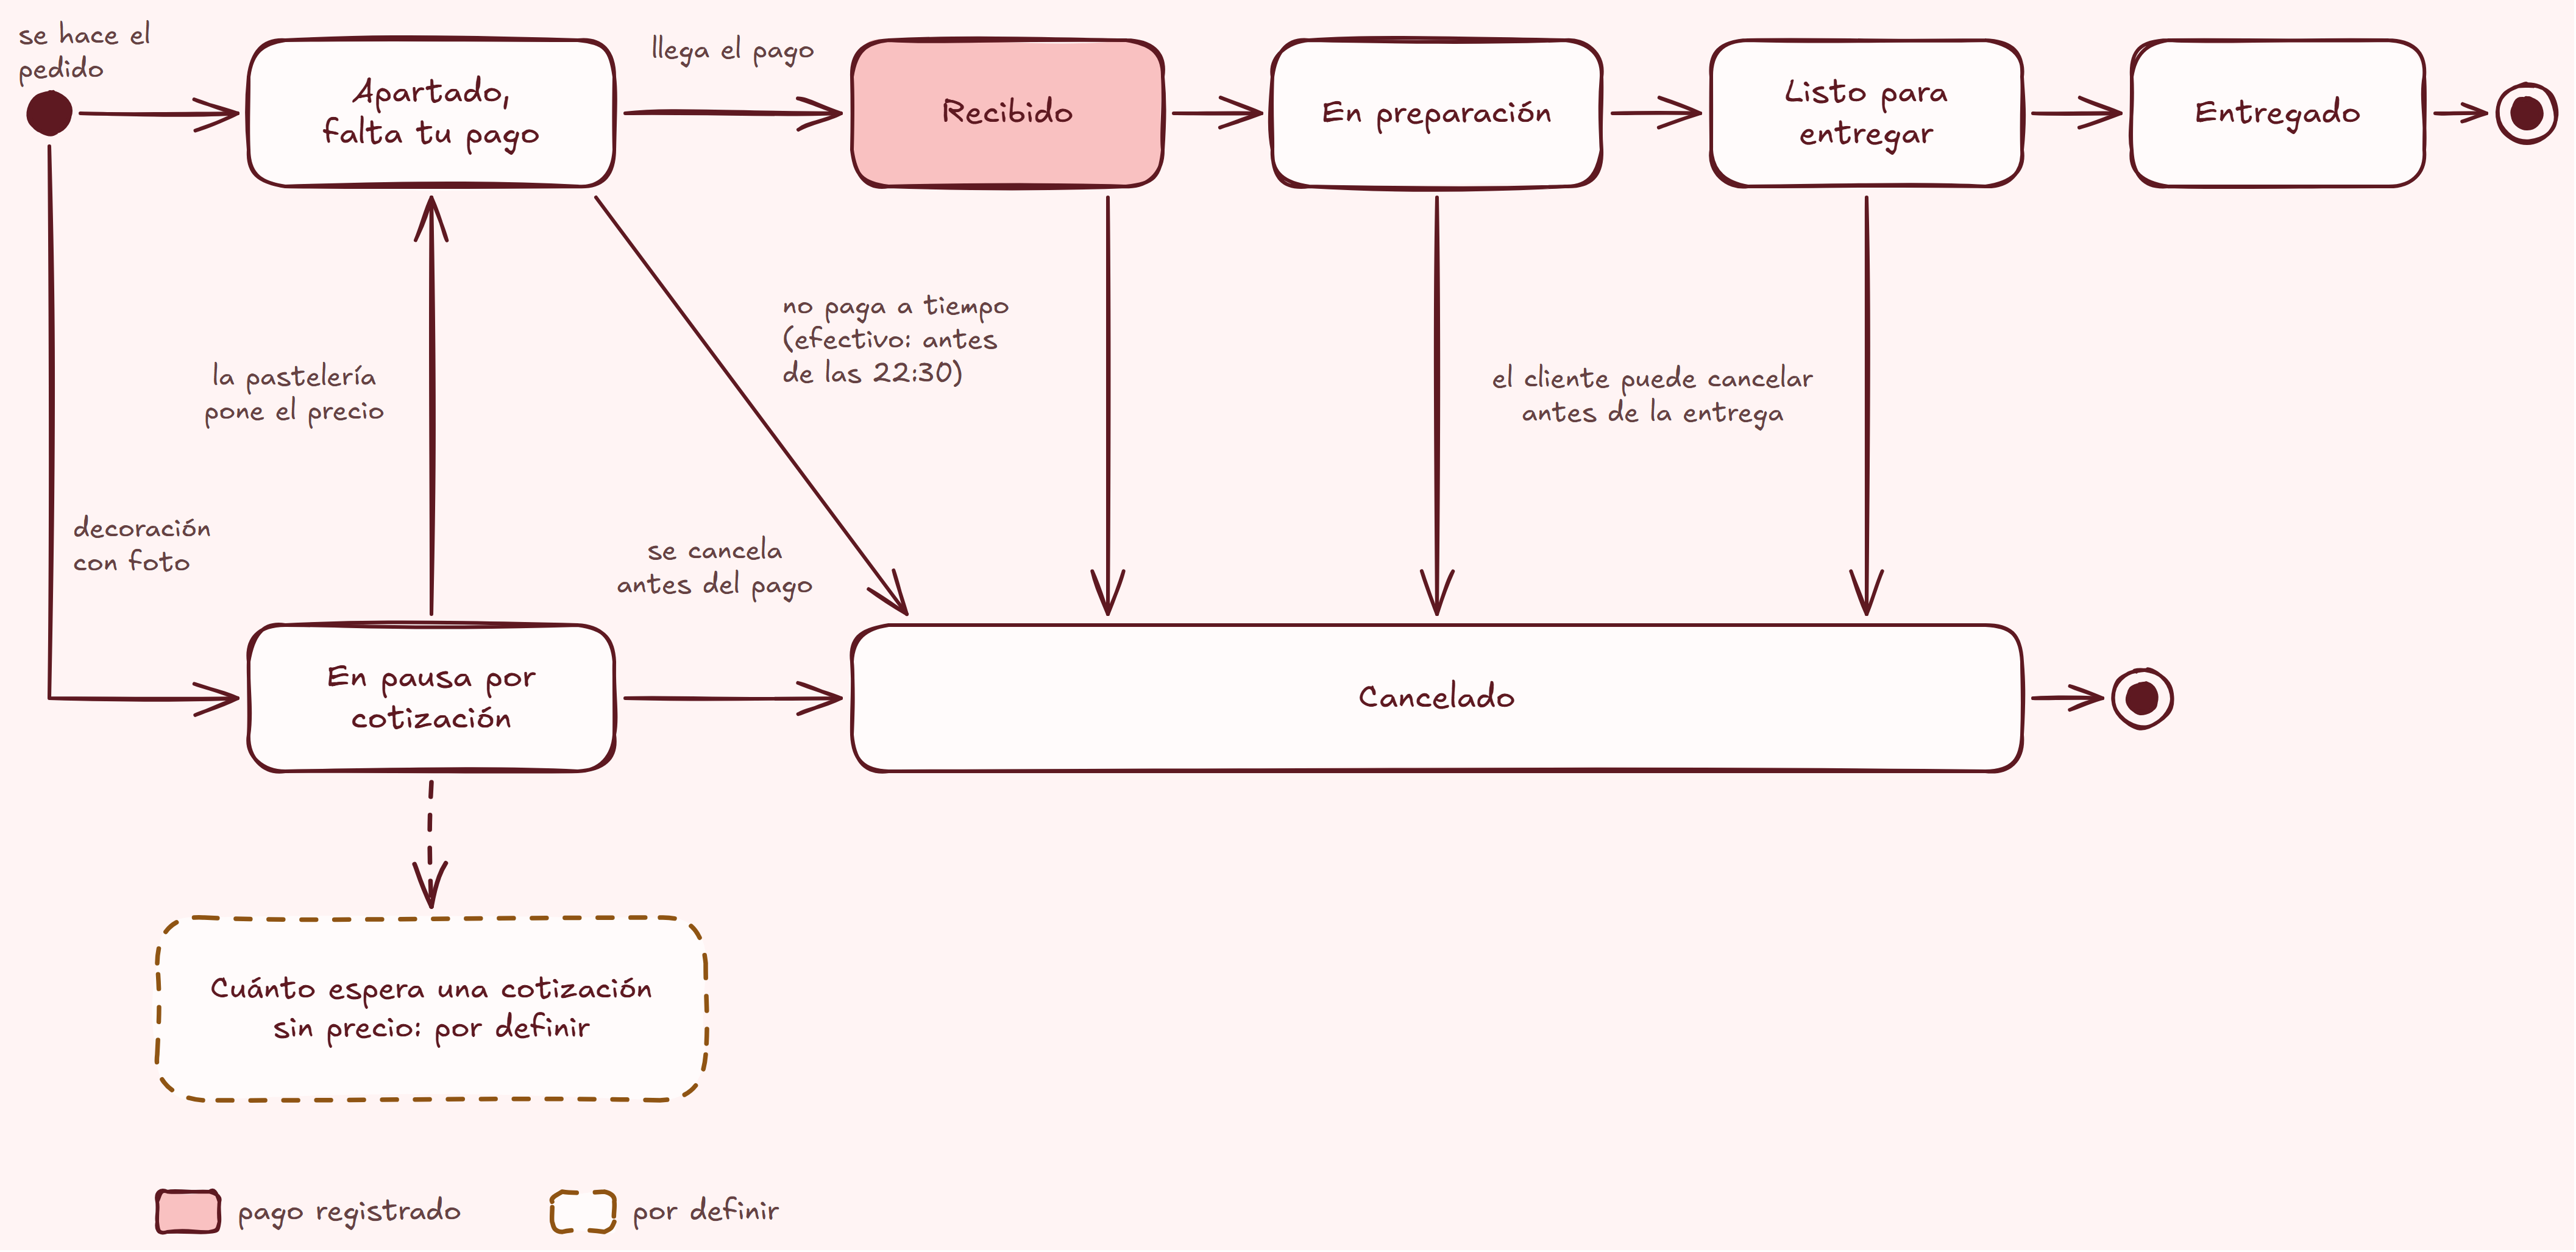 se hace el
pedido
Apartado,
falta tu pago
llega el pago
Recibido
En preparación
Listo para
entregar
Entregado
no paga a tiempo
(efectivo: antes
de las 22:30)
la pastelería
pone el precio
el cliente puede cancelar
antes de la entrega
decoración
con foto
se cancela
antes del pago
En pausa por
cotización
Cancelado
Cuánto espera una cotización
sin precio: por definir
pago registrado
por definir